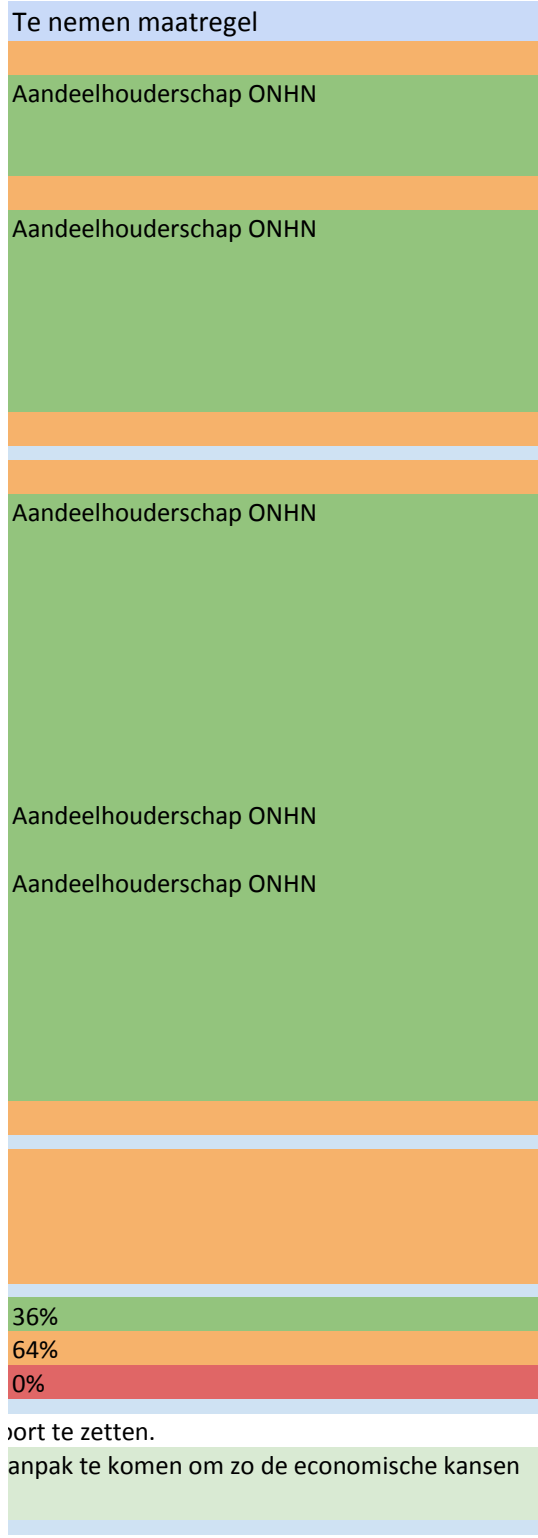 Te nemen maatregel
Aandeelhouderschap ONHN
Aandeelhouderschap ONHN
Aandeelhouderschap ONHN
Aandeelhouderschap ONHN
Aandeelhouderschap ONHN
36%
64%
0%
oort te zetten.
anpak te komen om zo de economische kansen